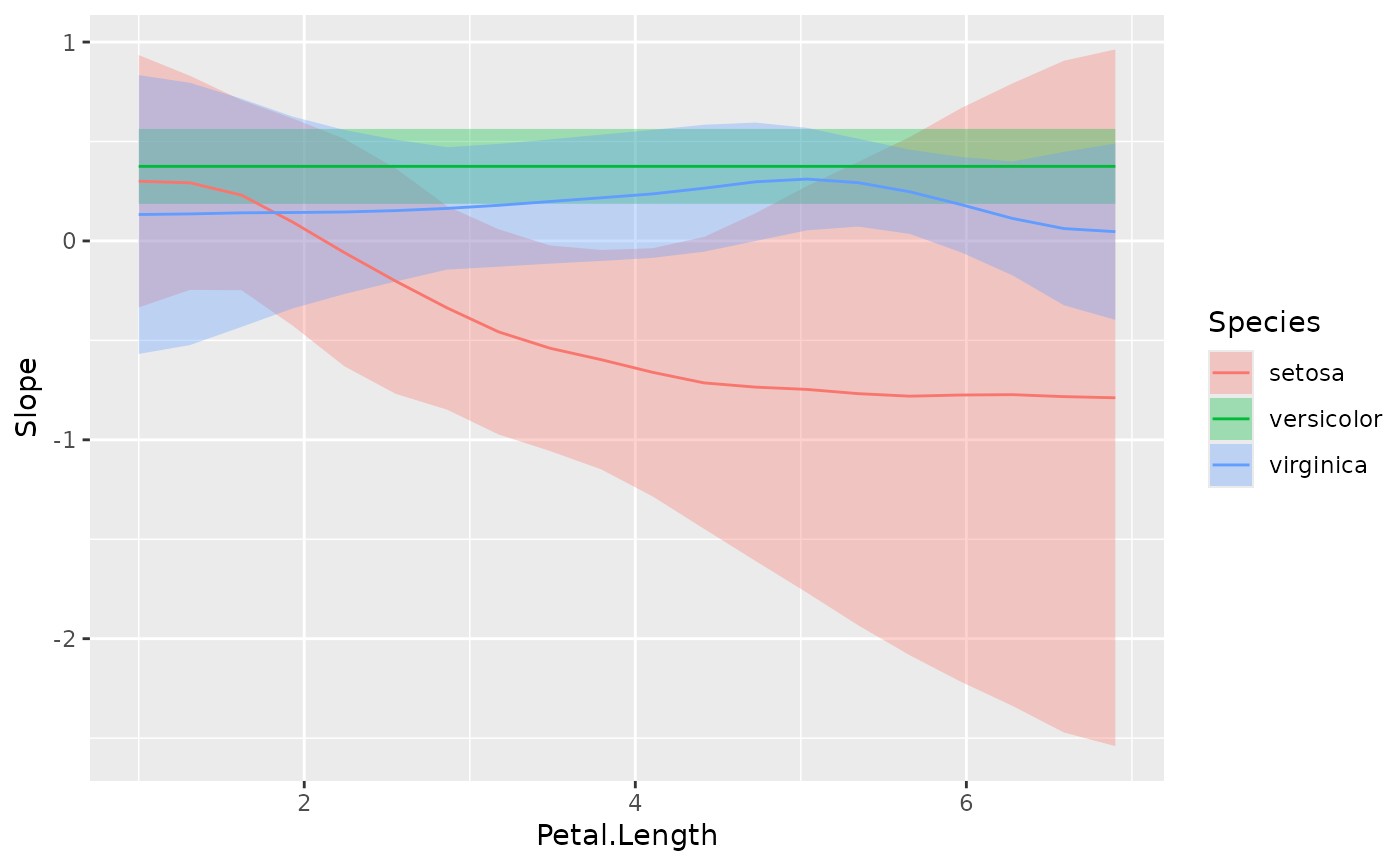 1
0
-1
-2
Slope
2 4 6
Petal.Length
Species
setosa
versicolor
virginica